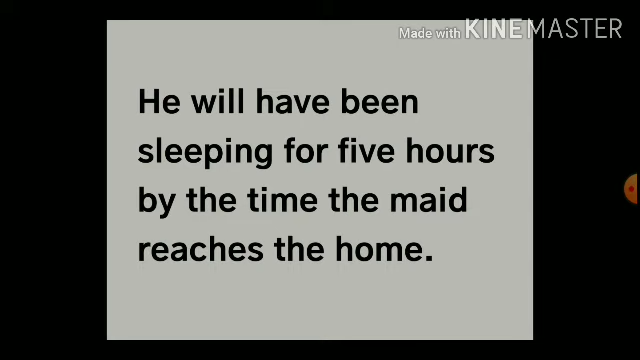 Made with KINEMASTER
He will have been
sleeping for five hours
by the time the maid
reaches the home.